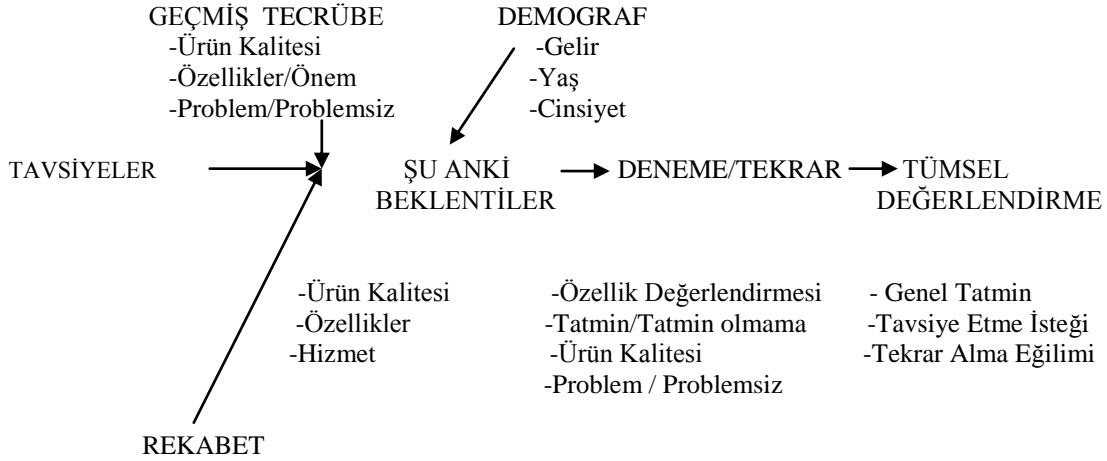 GEÇMİŞ TECRÜBE
-Ürün Kalitesi
-Özellikler/Önem
-Problem/Problemsiz
DEMOGRAF
-Gelir
-Yaş
-Cinsiyet
TAVSİYELER
ŞU ANKİ
BEKLENTİLER
DENEME/TEKRAR
TÜMSEL
DEĞERLENDİRME
-Ürün Kalitesi
-Özellikler
-Hizmet
-Özellik Değerlendirmesi
-Tatmin/Tatmin olmama
-Ürün Kalitesi
-Problem / Problemsiz
- Genel Tatmin
-Tavsiye Etme İsteği
-Tekrar Alma Eğilimi
REKABET